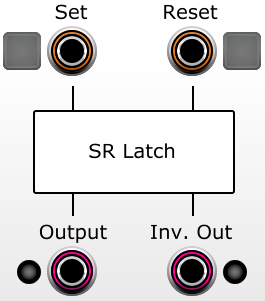 Set Reset
SR Latch
Output Inv. Out